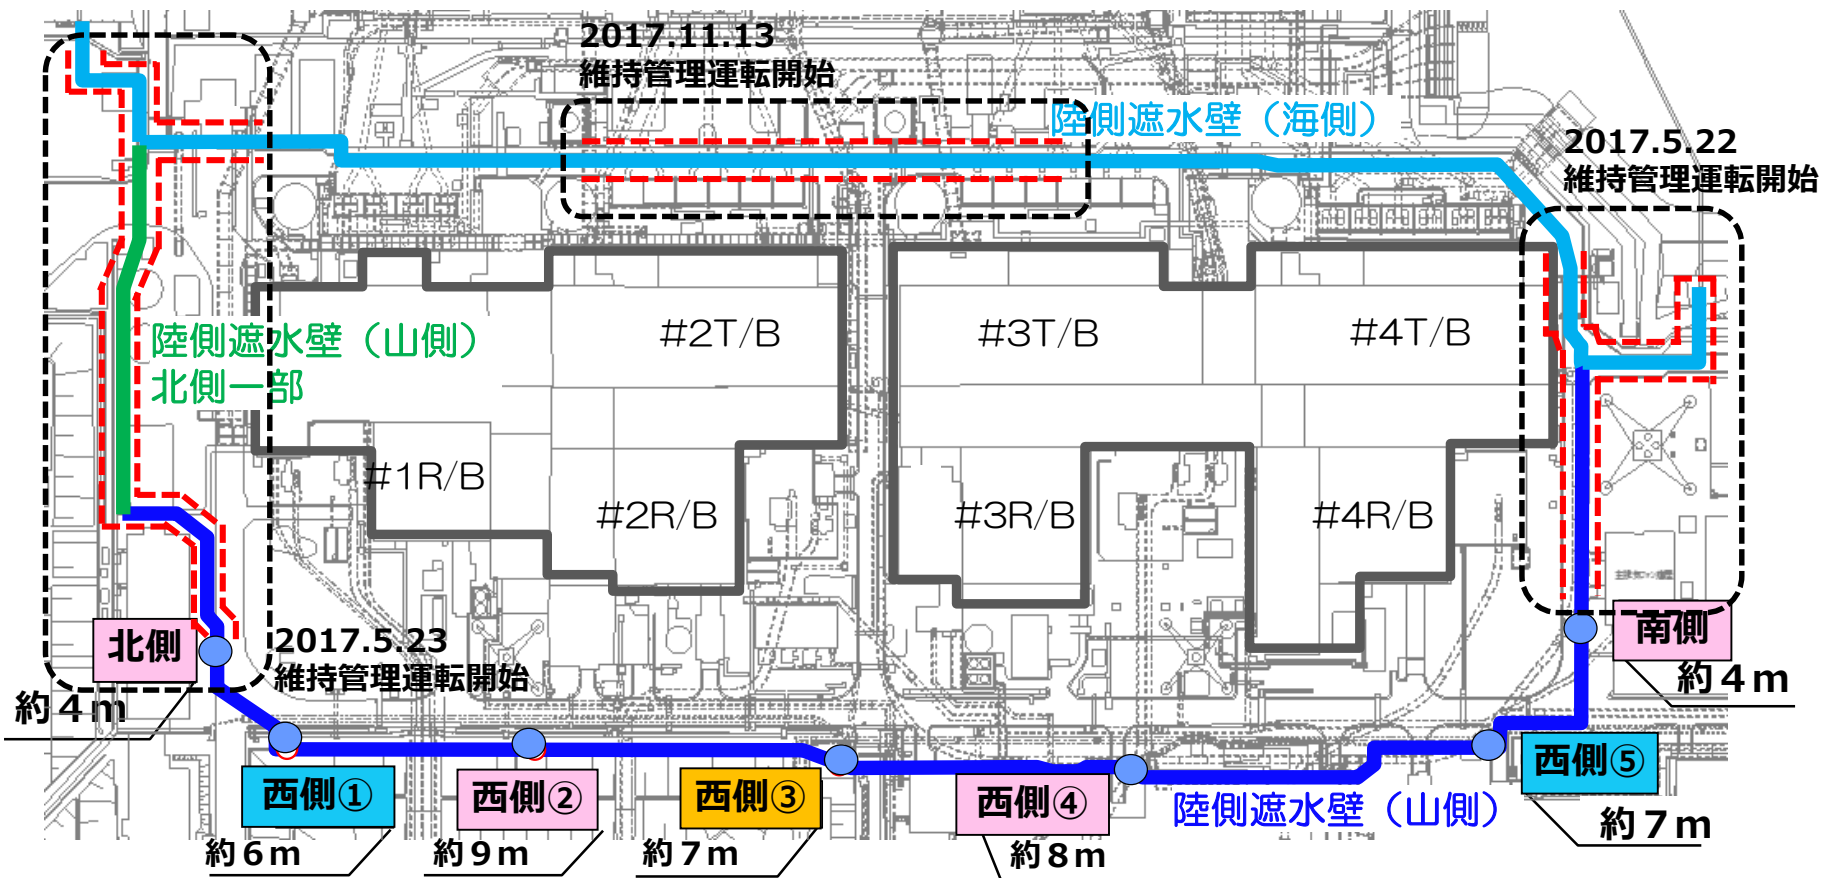 2017.11.13
維持管理運転開始
陸側遮水壁（海側）
2017.5.22
維持管理運転開始
陸側遮水壁（山側）
北側一部
#2T/B
#3T/B
#4T/B
#1R/B
#2R/B
#3R/B
#4R/B
北側
約4m
2017.5.23
維持管理運転開始
南側
約4m
西側①
約6m
西側②
約9m
西側③
約7m
西側④
約8m
陸側遮水壁（山側）
西側⑤
約7m